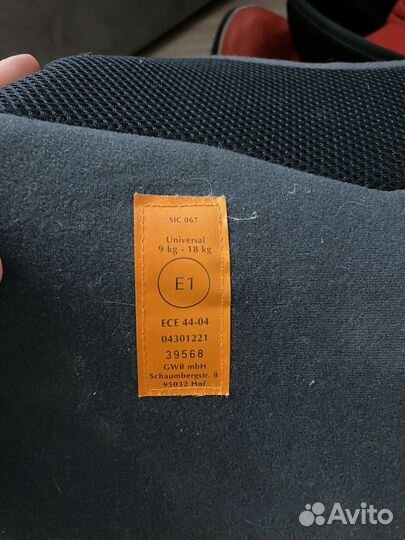 SIC 067
Universal
9 kg - 18 kg
E1
ECE 44-04
04301221
39568
GWB mbH
Schaumbergstr. 8
95032 Hof
Avito